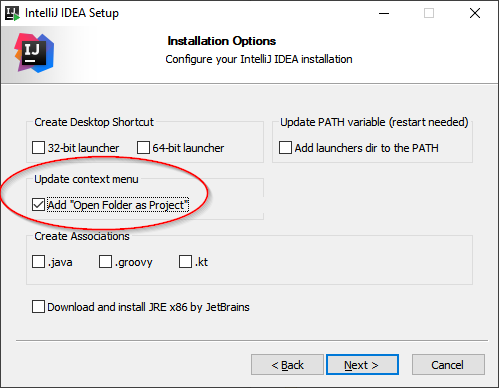 IntelliJ IDEA Setup
IJ
Installation Options
Configure your IntelliJ IDEA installation
Create Desktop Shortcut
32-bit launcher
64-bit launcher
Update PATH variable (restart needed)
Add launchers dir to the PATH
Update context menu
Add "Open Folder as Project"
Create Associations
.java
.groovy
.kt
Download and install JRE x86 by JetBrains
< Back
Next >
Cancel